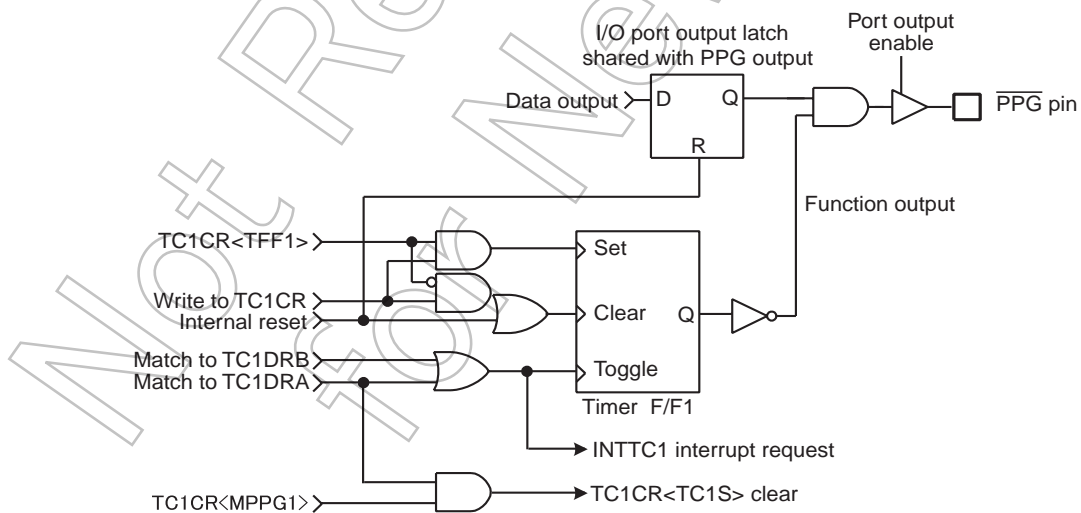 Port output
enable
I/O port output latch
shared with PPG output
Data output
D
Q
R
PPG pin
Function output
TC1CR<TFF1>
Write to TC1CR
Internal reset
Match to TC1DRB
Match to TC1DRA
Set
Clear
Q
Toggle
Timer F/F1
INTTC1 interrupt request
TC1CR<MPPG1>
TC1CR<TC1S> clear